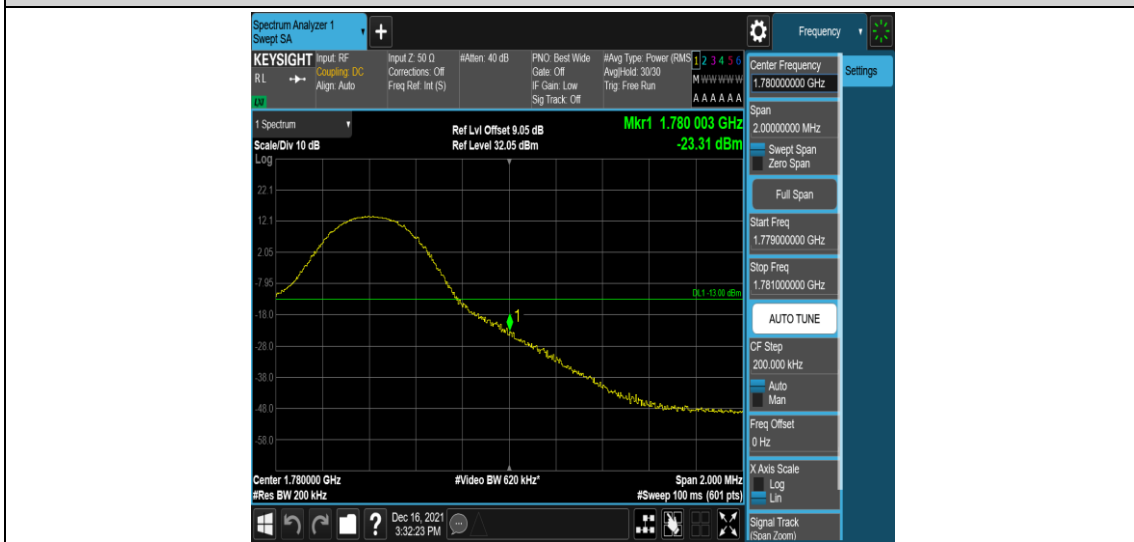 Spectrum Analyzer 1
Swept SA
+
Frequency
KEYSIGHT
RL
LXI
Input: RF
Coupling: DC
Align: Auto
Input Z: 50 Ω
Corrections: Off
Freq Ref: Int (S)
#Atten: 40 dB
PNO: Best Wide
Gate: Off
IF Gain: Low
Sig Track: Off
#Avg Type: Power (RMS
Avg|Hold: 30/30
Trig: Free Run
1 2 3 4 5 6
M W W W W W
A A A A A A
Center Frequency
1.780000000 GHz
Settings
Span
2.00000000 MHz
Swept Span
Zero Span
Full Span
Start Freq
1.779000000 GHz
Stop Freq
1.781000000 GHz
AUTO TUNE
CF Step
200.000 kHz
Auto
Man
Freq Offset
0 Hz
X Axis Scale
Log
Lin
Signal Track
(Span Zoom)
1 Spectrum
Scale/Div 10 dB
Ref Lvl Offset 9.05 dB
Ref Level 32.05 dBm
Mkr1 1.780 003 GHz
-23.31 dBm
Log
22.1
12.1
2.05
-7.95
DL1 -13.00 dBm
-18.0
1
-28.0
-38.0
-48.0
-58.0
Center 1.780000 GHz
#Video BW 620 kHz*
Span 2.000 MHz
#Res BW 200 kHz
#Sweep 100 ms (601 pts)
?
Dec 16, 2021
3:32:23 PM